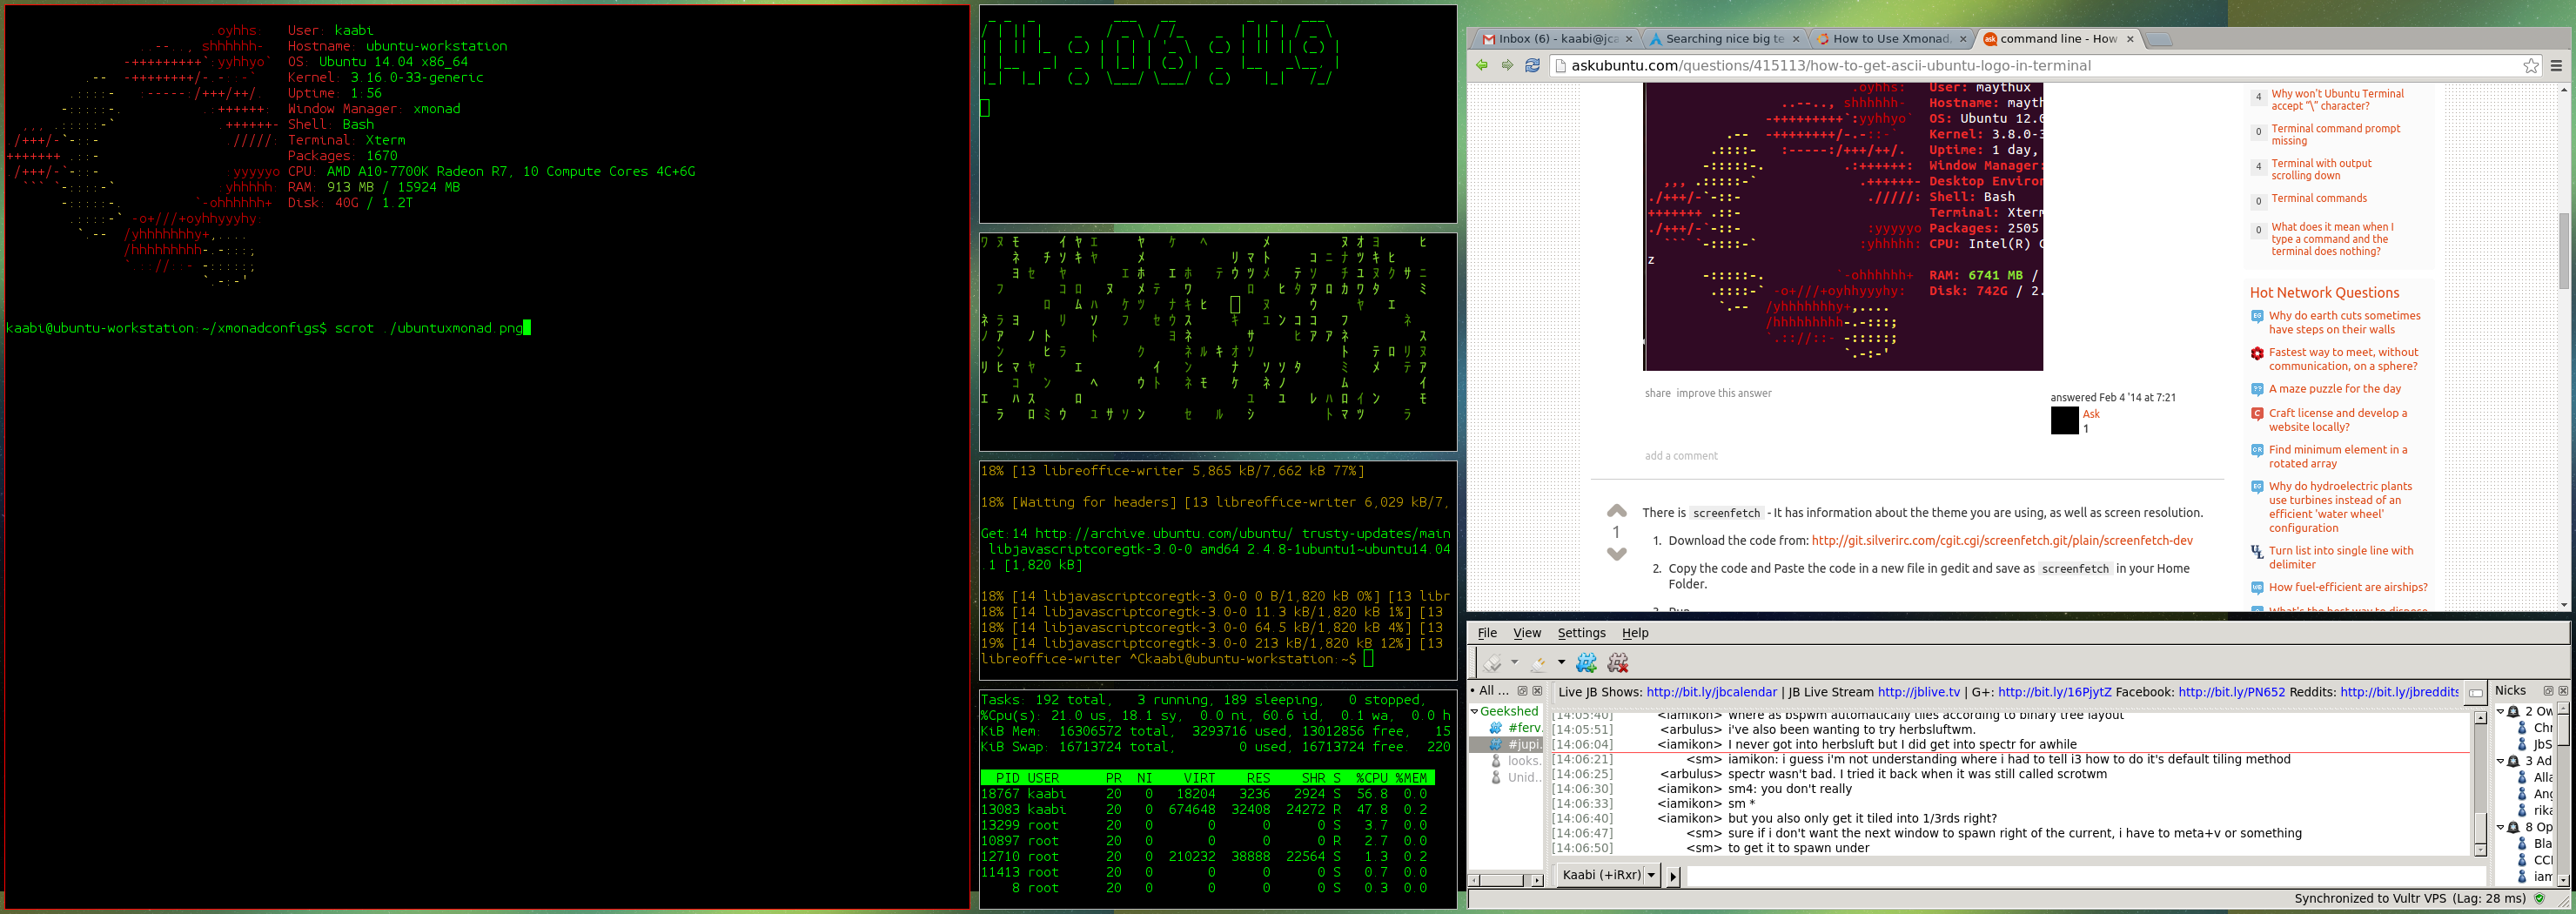 User: kaabi
Hostname: ubuntu-workstation
OS: Ubuntu 14.04 x86_64
Kernel: 3.16.0-33-generic
Uptime: 1:56
Window Manager: xmonad
Shell: Bash
Terminal: Xterm
Packages: 1670
CPU: AMD A10-7700K Radeon R7, 10 Compute Cores 4C+6G
RAM: 913 MB / 15924 MB
Disk: 40G / 1.2T
kaabi@ubuntu-workstation:~/xmonadconfigs$ scrot ./ubuntuxmonad.png
18% [13 libreoffice-writer 5,865 kB/7,662 kB 77%]
18% [Waiting for headers] [13 libreoffice-writer 6,029 kB/7,
Get:14 http://archive.ubuntu.com/ubuntu/ trusty-updates/main
libjavascriptcoregtk-3.0-0 amd64 2.4.8-1ubuntu1~ubuntu14.04
.1 [1,820 kB]
18% [14 libjavascriptcoregtk-3.0-0 0 B/1,820 kB 0%] [13 libr
18% [14 libjavascriptcoregtk-3.0-0 11.3 kB/1,820 kB 1%] [13
18% [14 libjavascriptcoregtk-3.0-0 64.5 kB/1,820 kB 4%] [13
19% [14 libjavascriptcoregtk-3.0-0 213 kB/1,820 kB 12%] [13
libreoffice-writer ^Ckaabi@ubuntu-workstation:~$
Tasks: 192 total, 3 running, 189 sleeping, 0 stopped,
%Cpu(s): 21.0 us, 18.1 sy, 0.0 ni, 60.6 id, 0.1 wa, 0.0 h
KiB Mem: 16306572 total, 3293716 used, 13012856 free, 15
KiB Swap: 16713724 total, 0 used, 16713724 free. 220
PID USER PR NI VIRT RES SHR S %CPU %MEM
18767 kaabi 20 0 18204 3236 2924 S 56.8 0.0
13083 kaabi 20 0 674648 32408 24272 R 47.8 0.2
13299 root 20 0 0 0 0 S 3.7 0.0
10897 root 20 0 0 0 0 R 2.7 0.0
12710 root 20 0 210232 38888 22564 S 1.3 0.2
11413 root 20 0 0 0 0 S 0.7 0.0
8 root 20 0 0 0 0 S 0.3 0.0
Inbox (6) - kaabi@jca
Searching nice big te
How to Use Xmonad,
command line - How
askubuntu.com/questions/415113/how-to-get-ascii-ubuntu-logo-in-terminal
User: maythux
Hostname: mayth
OS: Ubuntu 12.0
Kernel: 3.8.0-3
Uptime: 1 day,
Window Manager:
Desktop Environ
Shell: Bash
Terminal: Xterm
Packages: 2505
CPU: Intel(R) C
z
RAM: 6741 MB /
Disk: 742G / 2.
share improve this answer
answered Feb 4 '14 at 7:21
Ask
1
add a comment
1
There is screenfetch - It has information about the theme you are using, as well as screen resolution.
1. Download the code from: http://git.silverirc.com/cgit.cgi/screenfetch.git/plain/screenfetch-dev
2. Copy the code and Paste the code in a new file in gedit and save as screenfetch in your Home
Folder.
4 Why won't Ubuntu Terminal
accept "\" character?
0 Terminal command prompt
missing
4 Terminal with output
scrolling down
0 Terminal commands
0 What does it mean when I
type a command and the
terminal does nothing?
Hot Network Questions
Why do earth cuts sometimes
have steps on their walls
Fastest way to meet, without
communication, on a sphere?
A maze puzzle for the day
Craft license and develop a
website locally?
Find minimum element in a
rotated array
Why do hydroelectric plants
use turbines instead of an
efficient 'water wheel'
configuration
Turn list into single line with
delimiter
How fuel-efficient are airships?
File View Settings Help
All ...
Geekshed
#ferv.
#jupi.
looks.
Unid..
Live JB Shows: http://bit.ly/jbcalendar | JB Live Stream http://jblive.tv | G+: http://bit.ly/16PjytZ Facebook: http://bit.ly/PN652 Reddits: http://bit.ly/jbreddits
[14:05:40] <iamikon> where as bspwm automatically tiles according to binary tree layout
[14:05:51] <arbulus> i've also been wanting to try herbsluftwm.
[14:06:04] <iamikon> I never got into herbsluft but I did get into spectr for awhile
[14:06:21] <sm> iamikon: i guess i'm not understanding where i had to tell i3 how to do it's default tiling method
[14:06:25] <arbulus> spectr wasn't bad. I tried it back when it was still called scrotwm
[14:06:30] <iamikon> sm4: you don't really
[14:06:33] <iamikon> sm *
[14:06:40] <iamikon> but you also only get it tiled into 1/3rds right?
[14:06:47] <sm> sure if i don't want the next window to spawn right of the current, i have to meta+v or something
[14:06:50] <sm> to get it to spawn under
Kaabi (+iRxr)
Nicks
2 Ow
Chr
JbS
3 Ad
Alla
Ang
rika
8 Op
Bla
CCI
iam
Synchronized to Vultr VPS (Lag: 28 ms)